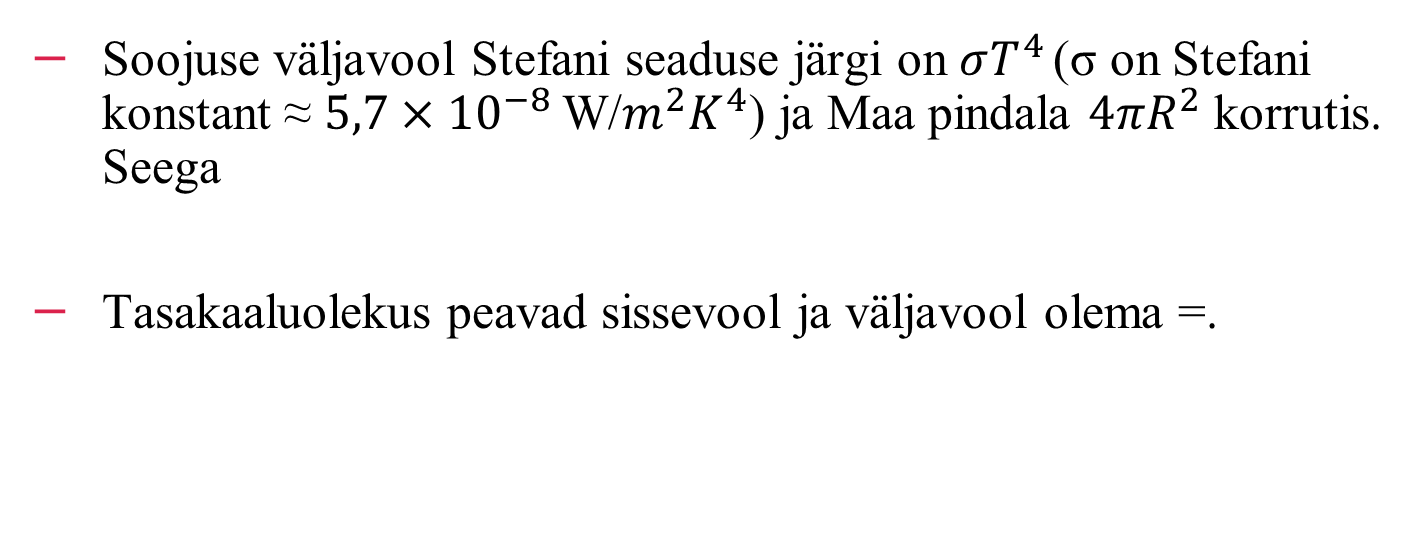 – Soojuse väljavool Stefani seaduse järgi on 𝜎𝑇⁴ (σ on Stefani
konstant ≈ 5,7 × 10⁻⁸ W/𝑚²𝐾⁴) ja Maa pindala 4𝜋𝑅² korrutis.
Seega
– Tasakaaluolekus peavad sissevool ja väljavool olema =.